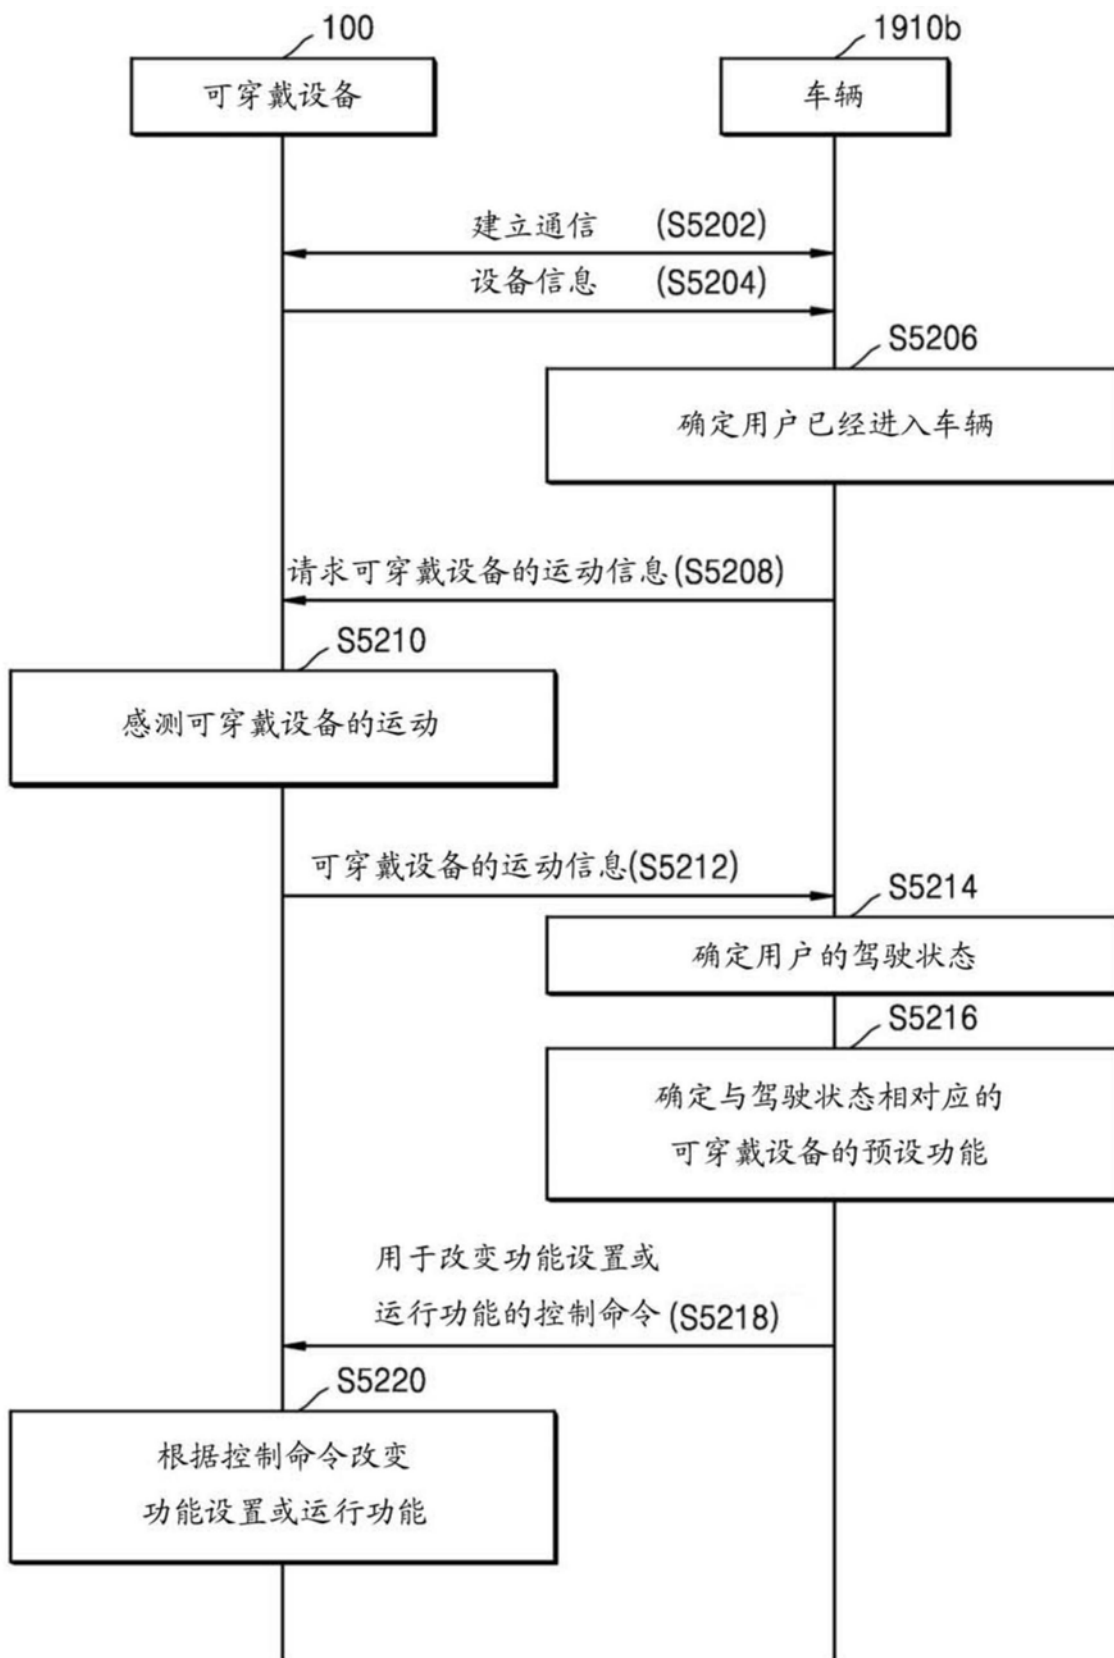 100
1910b
可穿戴设备
车辆
建立通信 (S5202)
设备信息 (S5204)
S5206
确定用户已经进入车辆
请求可穿戴设备的运动信息(S5208)
S5210
感测可穿戴设备的运动
可穿戴设备的运动信息(S5212)
S5214
确定用户的驾驶状态
S5216
确定与驾驶状态相对应的
可穿戴设备的预设功能
用于改变功能设置或
运行功能的控制命令(S5218)
S5220
根据控制命令改变
功能设置或运行功能